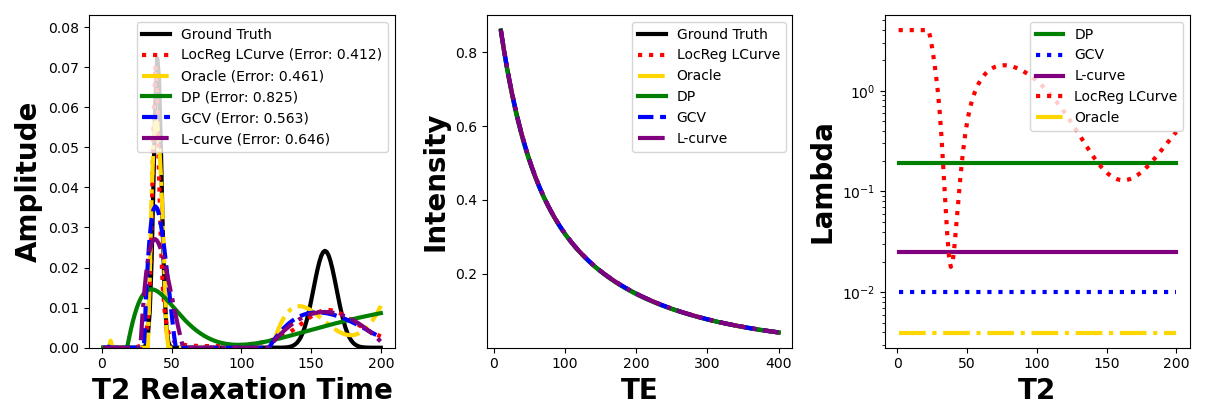 Amplitude
0.08
0.07
0.06
0.05
0.04
0.03
0.02
0.01
0.00
Ground Truth
LocReg LCurve (Error: 0.412)
Oracle (Error: 0.461)
DP (Error: 0.825)
GCV (Error: 0.563)
L-curve (Error: 0.646)
0 50 100 150 200
T2 Relaxation Time
Intensity
0.8
0.6
0.4
0.2
Ground Truth
LocReg LCurve
Oracle
DP
GCV
L-curve
0 100 200 300 400
TE
Lambda
10⁰
10⁻¹
10⁻²
DP
GCV
L-curve
LocReg LCurve
Oracle
0 50 100 150 200
T2